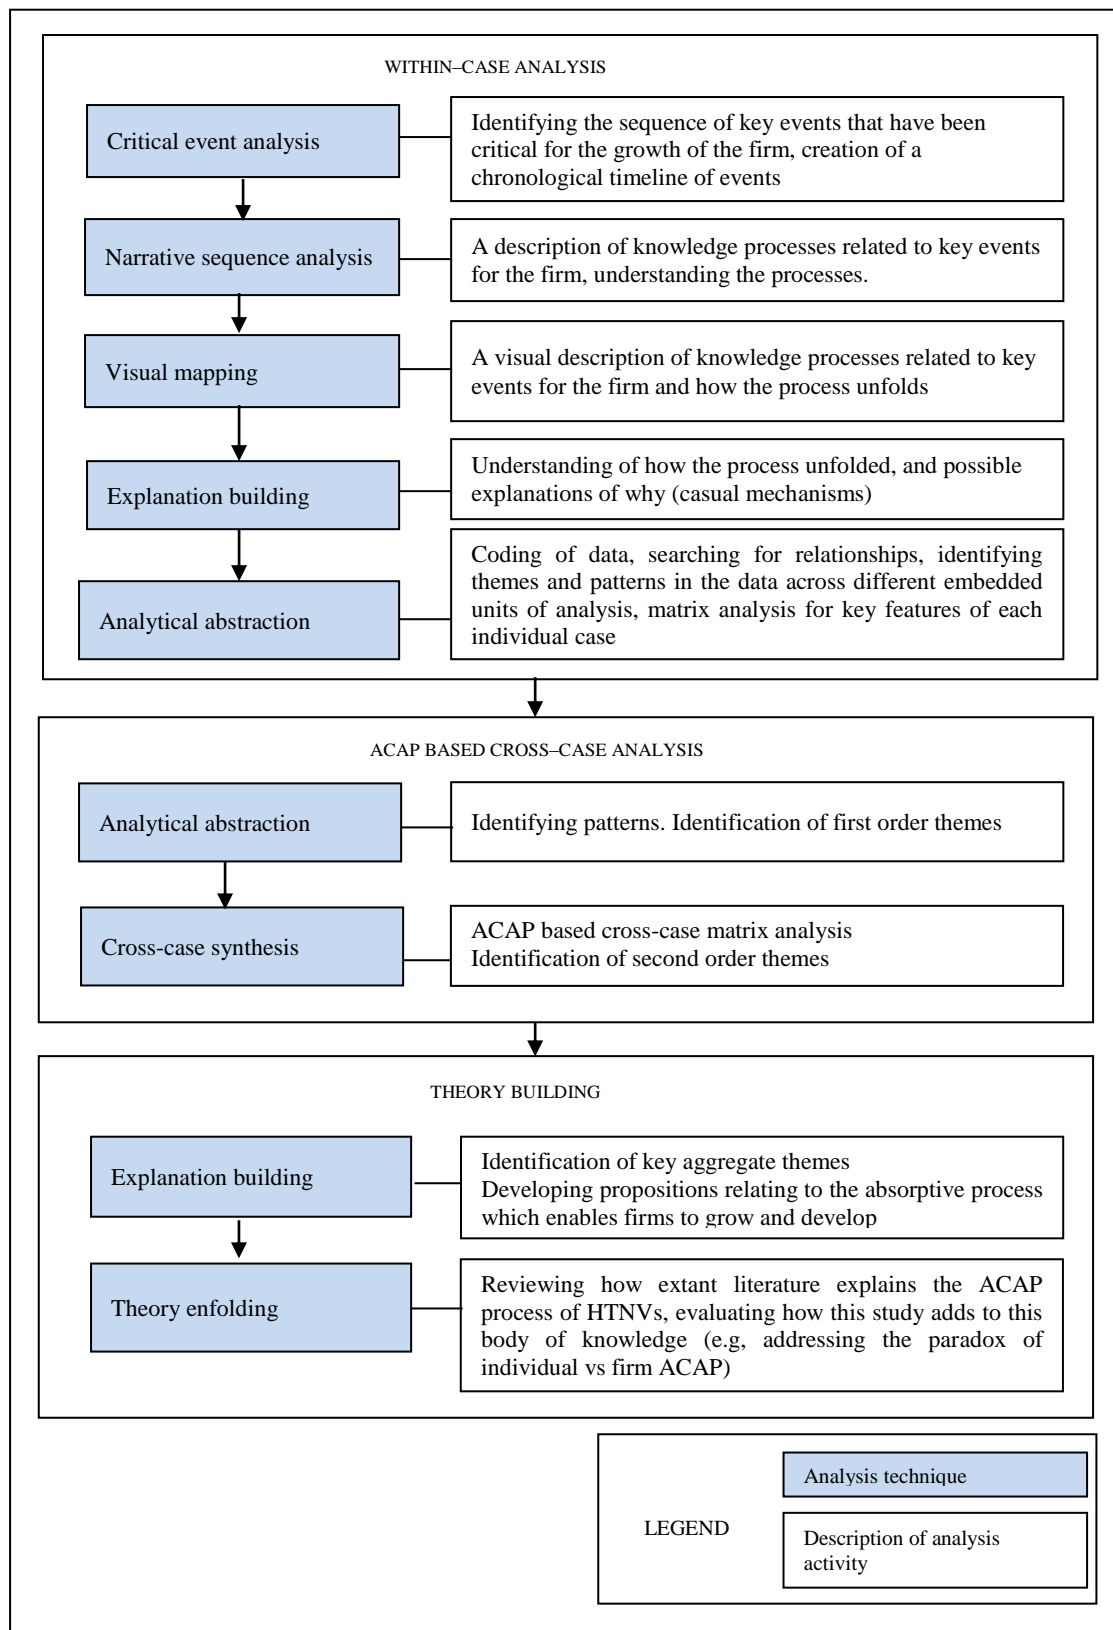 WITHIN–CASE ANALYSIS
Critical event analysis
Identifying the sequence of key events that have been
critical for the growth of the firm, creation of a
chronological timeline of events
Narrative sequence analysis
A description of knowledge processes related to key events
for the firm, understanding the processes.
Visual mapping
A visual description of knowledge processes related to key
events for the firm and how the process unfolds
Explanation building
Understanding of how the process unfolded, and possible
explanations of why (casual mechanisms)
Analytical abstraction
Coding of data, searching for relationships, identifying
themes and patterns in the data across different embedded
units of analysis, matrix analysis for key features of each
individual case
ACAP BASED CROSS–CASE ANALYSIS
Analytical abstraction
Identifying patterns. Identification of first order themes
Cross-case synthesis
ACAP based cross-case matrix analysis
Identification of second order themes
THEORY BUILDING
Explanation building
Identification of key aggregate themes
Developing propositions relating to the absorptive process
which enables firms to grow and develop
Theory enfolding
Reviewing how extant literature explains the ACAP
process of HTNVs, evaluating how this study adds to this
body of knowledge (e.g, addressing the paradox of
individual vs firm ACAP)
LEGEND
Analysis technique
Description of analysis
activity